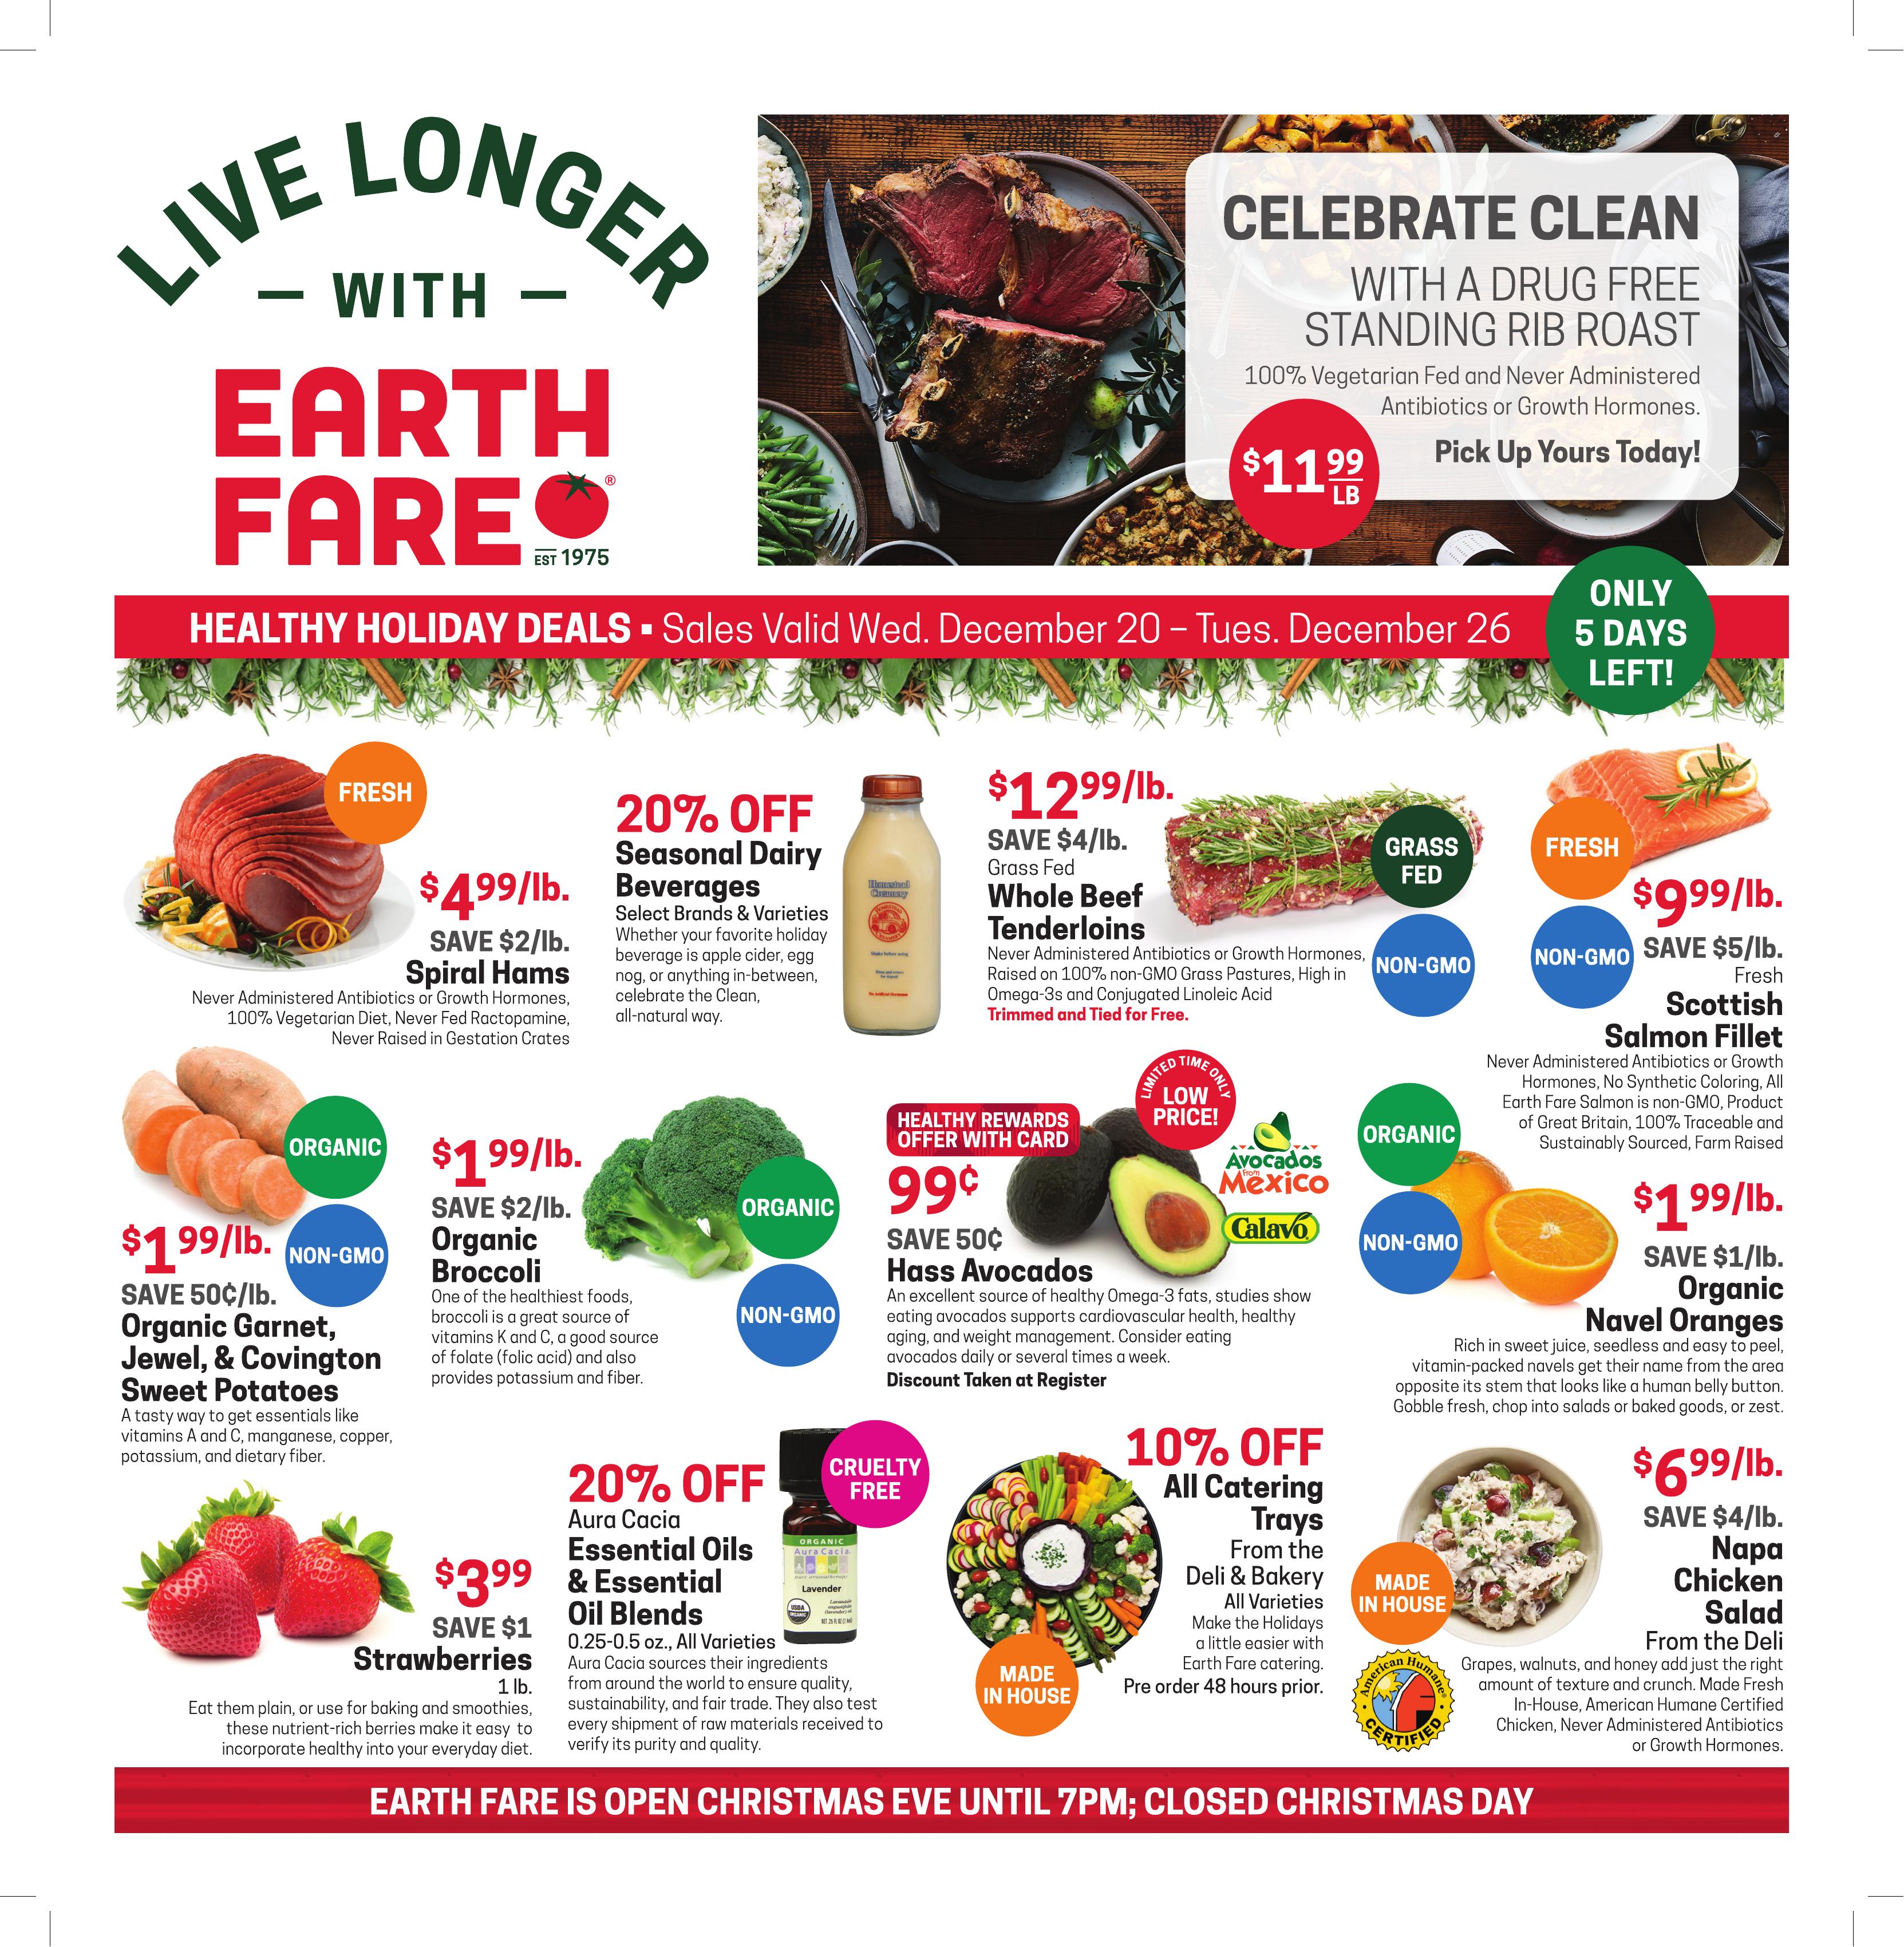 LIVE LONGER
WITH
EARTH
FARE®
EST 1975
CELEBRATE CLEAN
WITH A DRUG FREE
STANDING RIB ROAST
100% Vegetarian Fed and Never Administered
Antibiotics or Growth Hormones.
Pick Up Yours Today!
$11 99
LB
HEALTHY HOLIDAY DEALS ▪ Sales Valid Wed. December 20 – Tues. December 26
ONLY
5 DAYS
LEFT!
FRESH
$4 99/lb.
SAVE $2/lb.
Spiral Hams
Never Administered Antibiotics or Growth Hormones,
100% Vegetarian Diet, Never Fed Ractopamine,
Never Raised in Gestation Crates
20% OFF
Seasonal Dairy
Beverages
Select Brands & Varieties
Whether your favorite holiday
beverage is apple cider, egg
nog, or anything in-between,
celebrate the Clean,
all-natural way.
Homestead
Creamery
$12 99/lb.
SAVE $4/lb.
Grass Fed
Whole Beef
Tenderloins
Never Administered Antibiotics or Growth Hormones,
Raised on 100% non-GMO Grass Pastures, High in
Omega-3s and Conjugated Linoleic Acid
Trimmed and Tied for Free.
GRASS
FED
NON-GMO
FRESH
NON-GMO
$9 99/lb.
SAVE $5/lb.
Fresh
Scottish
Salmon Fillet
Never Administered Antibiotics or Growth
Hormones, No Synthetic Coloring, All
Earth Fare Salmon is non-GMO, Product
of Great Britain, 100% Traceable and
Sustainably Sourced, Farm Raised
ORGANIC
NON-GMO
$1 99/lb.
SAVE 50¢/lb.
Organic Garnet,
Jewel, & Covington
Sweet Potatoes
A tasty way to get essentials like
vitamins A and C, manganese, copper,
potassium, and dietary fiber.
$1 99/lb.
SAVE $2/lb.
Organic
Broccoli
One of the healthiest foods,
broccoli is a great source of
vitamins K and C, a good source
of folate (folic acid) and also
provides potassium and fiber.
ORGANIC
NON-GMO
HEALTHY REWARDS
OFFER WITH CARD
99¢
SAVE 50¢
Hass Avocados
An excellent source of healthy Omega-3 fats, studies show
eating avocados supports cardiovascular health, healthy
aging, and weight management. Consider eating
avocados daily or several times a week.
Discount Taken at Register
LIMITED TIME ONLY
LOW
PRICE!
Avocados
from
Mexico
Calavo
ORGANIC
NON-GMO
$1 99/lb.
SAVE $1/lb.
Organic
Navel Oranges
Rich in sweet juice, seedless and easy to peel,
vitamin-packed navels get their name from the area
opposite its stem that looks like a human belly button.
Gobble fresh, chop into salads or baked goods, or zest.
$3 99
SAVE $1
Strawberries
1 lb.
Eat them plain, or use for baking and smoothies,
these nutrient-rich berries make it easy to
incorporate healthy into your everyday diet.
20% OFF
Aura Cacia
Essential Oils
& Essential
Oil Blends
0.25-0.5 oz., All Varieties
Aura Cacia sources their ingredients
from around the world to ensure quality,
sustainability, and fair trade. They also test
every shipment of raw materials received to
verify its purity and quality.
CRUELTY
FREE
ORGANIC
Aura Cacia
Lavender
USDA
ORGANIC
10% OFF
All Catering
Trays
From the
Deli & Bakery
All Varieties
Make the Holidays
a little easier with
Earth Fare catering.
Pre order 48 hours prior.
MADE
IN HOUSE
$6 99/lb.
SAVE $4/lb.
Napa
Chicken
Salad
From the Deli
Grapes, walnuts, and honey add just the right
amount of texture and crunch. Made Fresh
In-House, American Humane Certified
Chicken, Never Administered Antibiotics
or Growth Hormones.
MADE
IN HOUSE
American Humane
CERTIFIED
EARTH FARE IS OPEN CHRISTMAS EVE UNTIL 7PM; CLOSED CHRISTMAS DAY